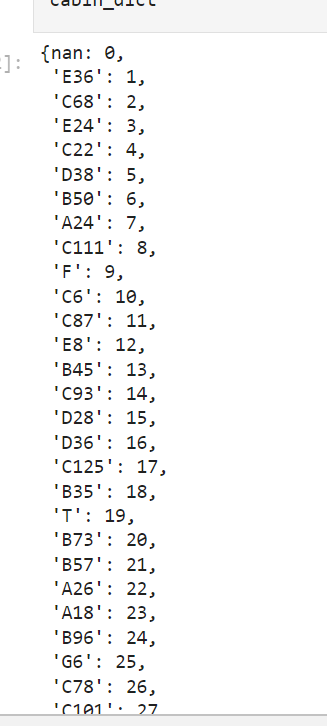 cabin_dict
]:
{nan: 0,
'E36': 1,
'C68': 2,
'E24': 3,
'C22': 4,
'D38': 5,
'B50': 6,
'A24': 7,
'C111': 8,
'F': 9,
'C6': 10,
'C87': 11,
'E8': 12,
'B45': 13,
'C93': 14,
'D28': 15,
'D36': 16,
'C125': 17,
'B35': 18,
'T': 19,
'B73': 20,
'B57': 21,
'A26': 22,
'A18': 23,
'B96': 24,
'G6': 25,
'C78': 26,
'C101': 27